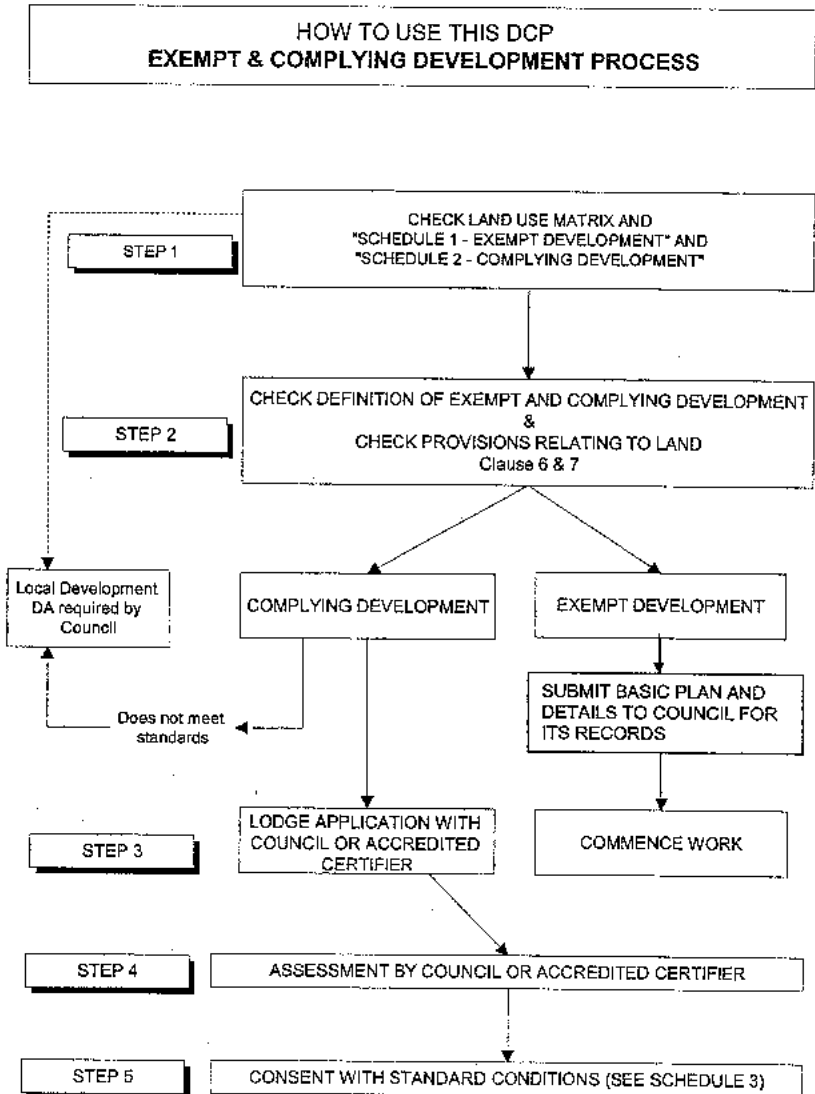 HOW TO USE THIS DCP
EXEMPT & COMPLYING DEVELOPMENT PROCESS
STEP 1
CHECK LAND USE MATRIX AND
"SCHEDULE 1 - EXEMPT DEVELOPMENT" AND
"SCHEDULE 2 - COMPLYING DEVELOPMENT"
STEP 2
CHECK DEFINITION OF EXEMPT AND COMPLYING DEVELOPMENT
&
CHECK PROVISIONS RELATING TO LAND
Clause 6 & 7
Local Development
DA required by
Council
COMPLYING DEVELOPMENT
EXEMPT DEVELOPMENT
Does not meet
standards
SUBMIT BASIC PLAN AND
DETAILS TO COUNCIL FOR
ITS RECORDS
STEP 3
LODGE APPLICATION WITH
COUNCIL OR ACCREDITED
CERTIFIER
COMMENCE WORK
STEP 4
ASSESSMENT BY COUNCIL OR ACCREDITED CERTIFIER
STEP 5
CONSENT WITH STANDARD CONDITIONS (SEE SCHEDULE 3)